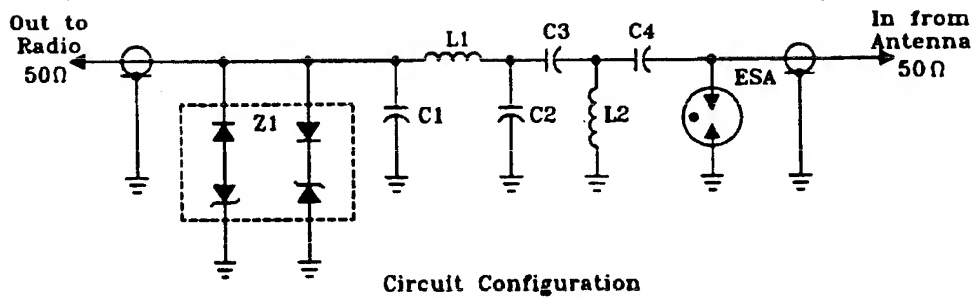 Out to
Radio
50Ω
In from
Antenna
50Ω
L1
C3
C4
ESA
Z1
C1
C2
L2
Circuit Configuration